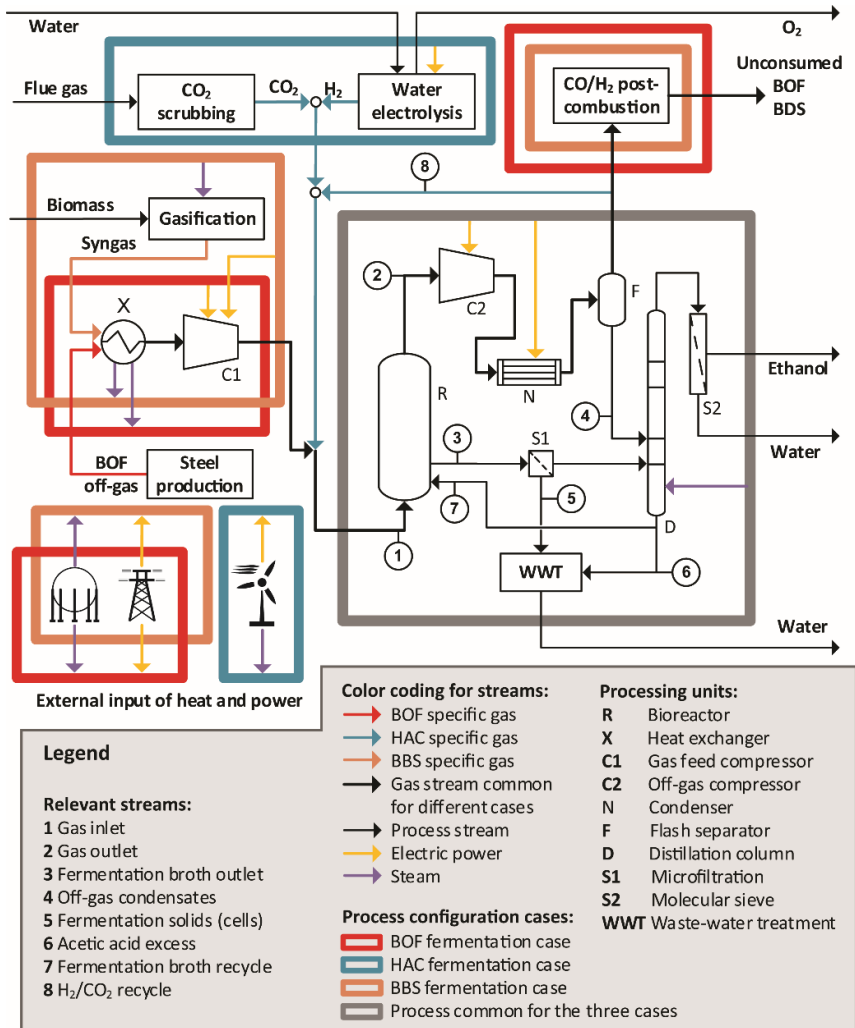 Water
O₂
Flue gas
CO₂
scrubbing
CO₂
H₂
Water
electrolysis
CO/H₂ post-
combustion
Unconsumed
BOF
BDS
8
Biomass
Gasification
Syngas
X
C1
2
C2
N
F
4
R
3
S1
S2
Ethanol
Water
BOF
off-gas
Steel
production
7
5
D
1
WWT
6
Water
External input of heat and power
Legend
Relevant streams:
1 Gas inlet
2 Gas outlet
3 Fermentation broth outlet
4 Off-gas condensates
5 Fermentation solids (cells)
6 Acetic acid excess
7 Fermentation broth recycle
8 H₂/CO₂ recycle
Color coding for streams:
BOF specific gas
HAC specific gas
BBS specific gas
Gas stream common
for different cases
Process stream
Electric power
Steam
Process configuration cases:
BOF fermentation case
HAC fermentation case
BBS fermentation case
Process common for the three cases
Processing units:
R Bioreactor
X Heat exchanger
C1 Gas feed compressor
C2 Off-gas compressor
N Condenser
F Flash separator
D Distillation column
S1 Microfiltration
S2 Molecular sieve
WWT Waste-water treatment